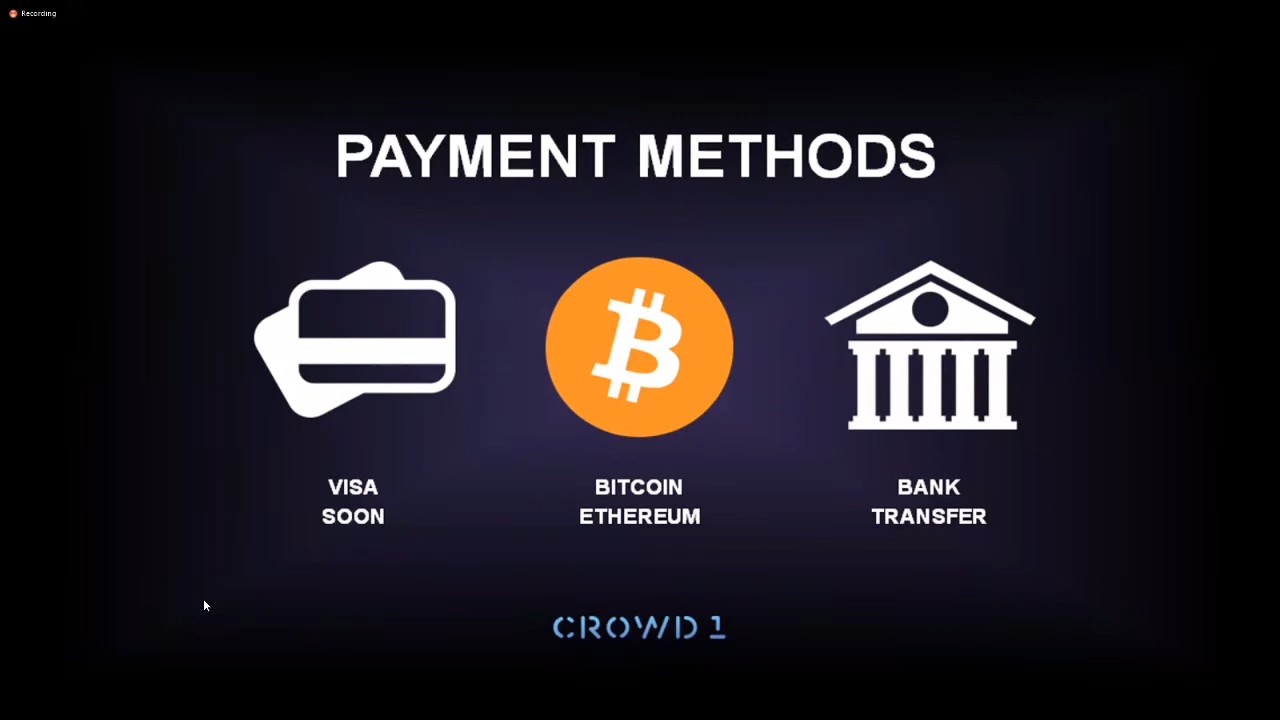 Recording
PAYMENT METHODS
VISA
SOON
BITCOIN
ETHEREUM
BANK
TRANSFER
CROWD 1